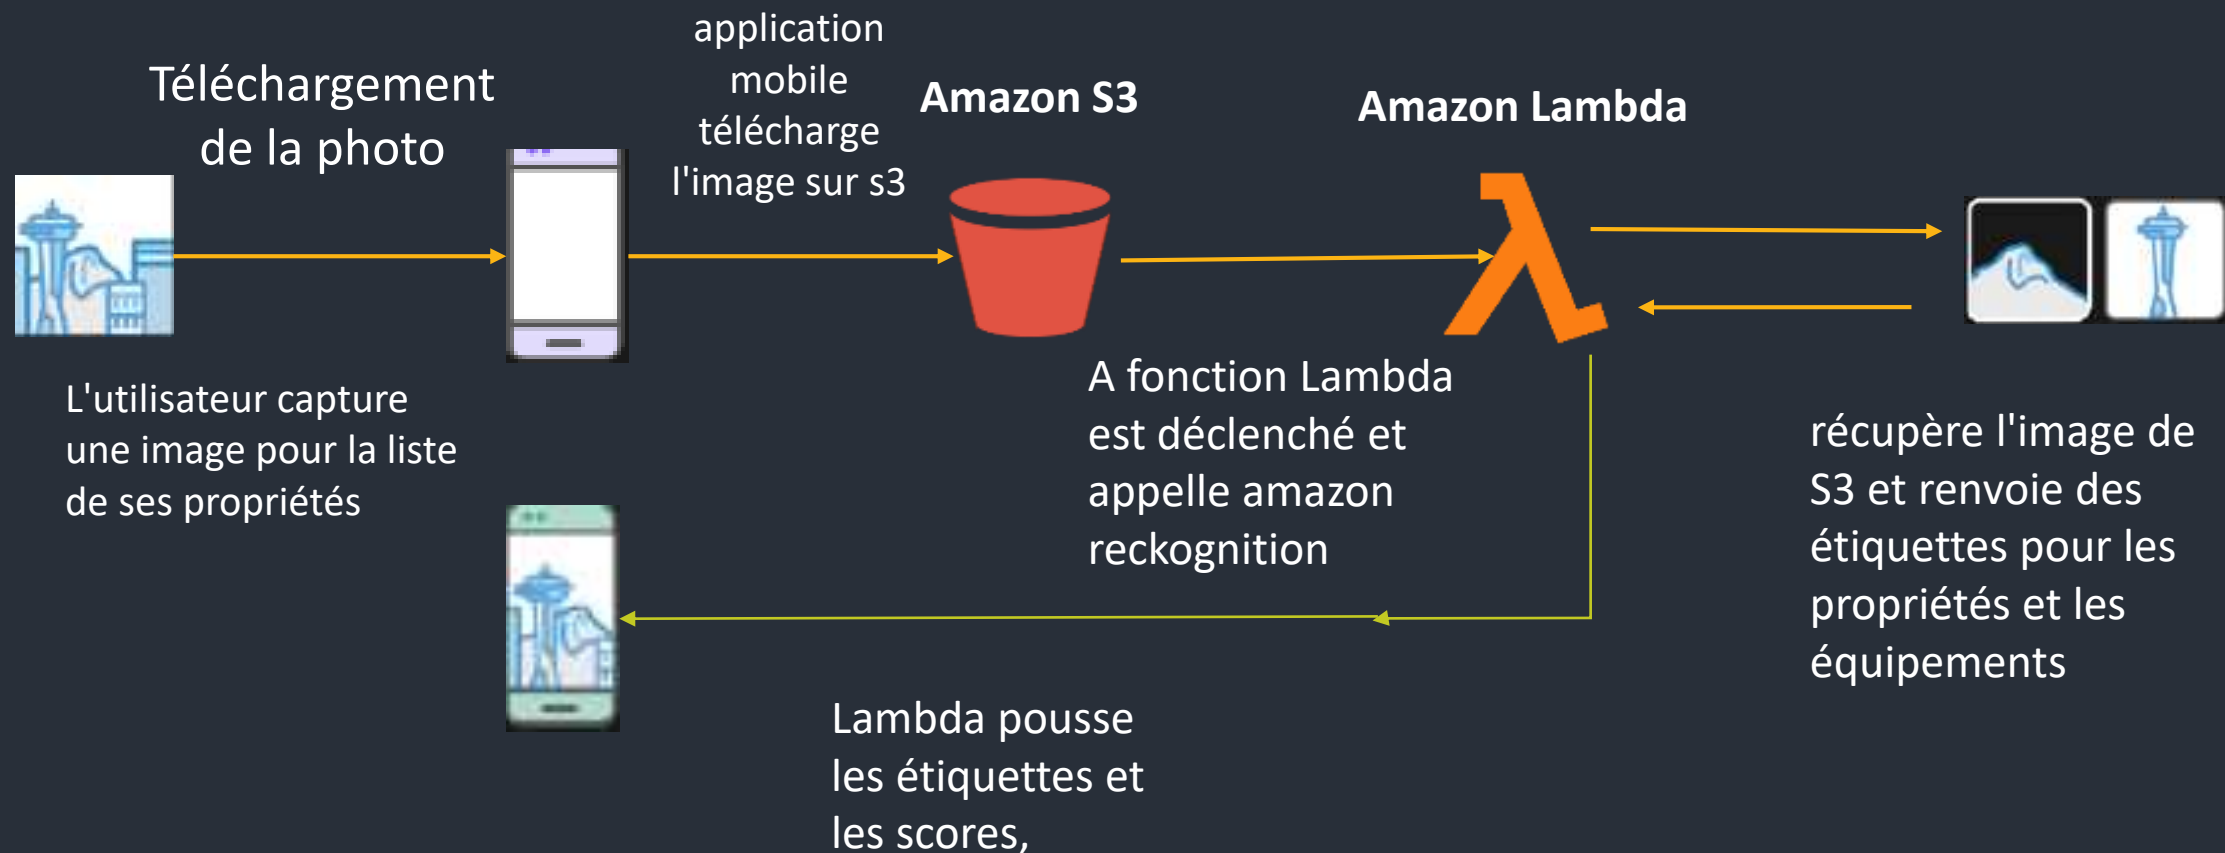 Téléchargement
de la photo
application
mobile
télécharge
l'image sur s3
Amazon S3
Amazon Lambda
L'utilisateur capture
une image pour la liste
de ses propriétés
A fonction Lambda
est déclenché et
appelle amazon
reckognition
récupère l'image de
S3 et renvoie des
étiquettes pour les
propriétés et les
équipements
Lambda pousse
les étiquettes et
les scores,